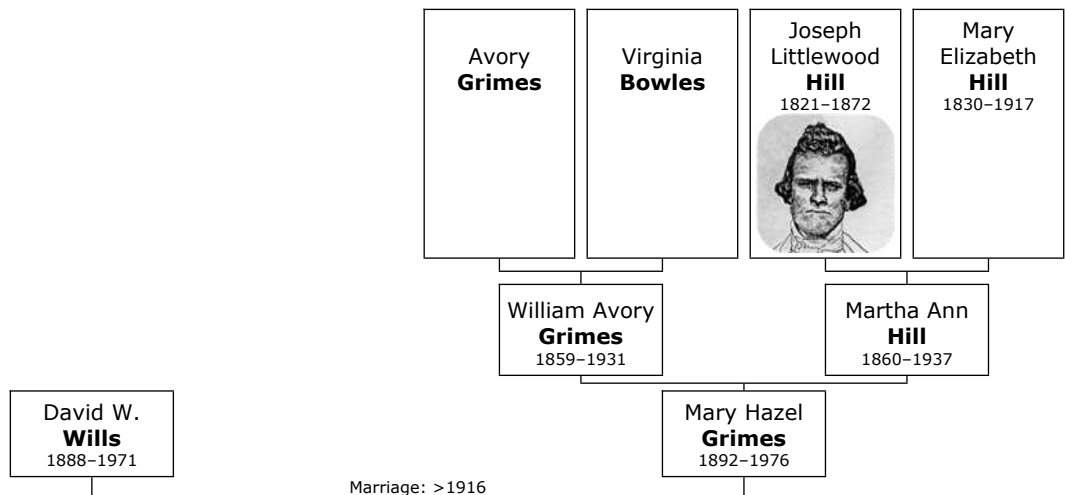 Avory
Grimes
Virginia
Bowles
Joseph
Littlewood
Hill
1821–1872
Mary
Elizabeth
Hill
1830–1917
William Avory
Grimes
1859–1931
Martha Ann
Hill
1860–1937
David W.
Wills
1888–1971
Mary Hazel
Grimes
1892–1976
Marriage: >1916